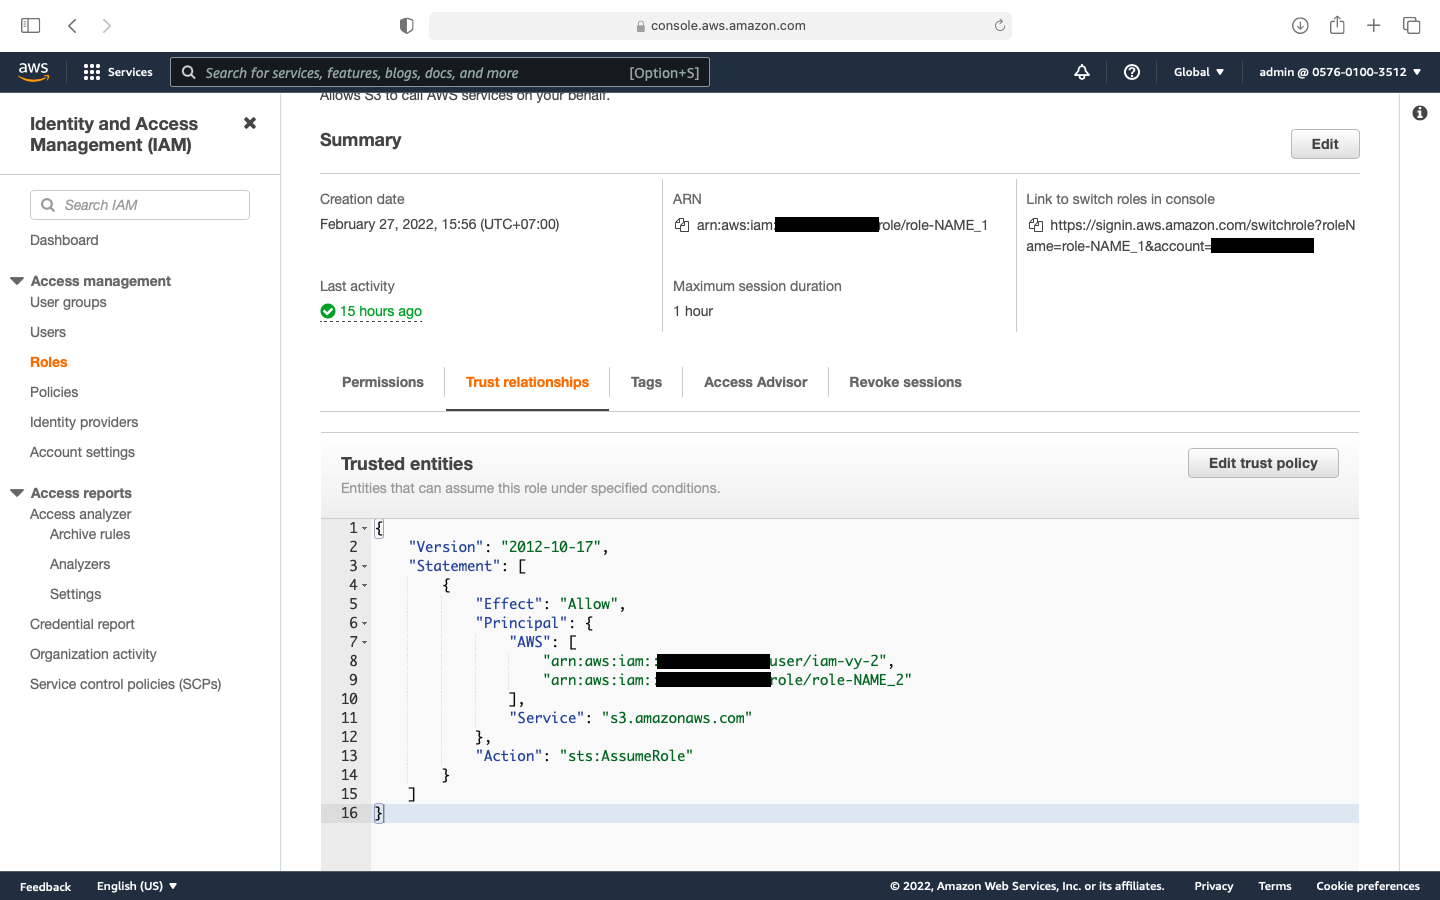 console.aws.amazon.com
aws
Services
Search for services, features, blogs, docs, and more
[Option+S]
Global ▼
admin @ 0576-0100-3512 ▼
Identity and Access
Management (IAM)
Search IAM
Dashboard
Access management
User groups
Users
Roles
Policies
Identity providers
Account settings
Access reports
Access analyzer
Archive rules
Analyzers
Settings
Credential report
Organization activity
Service control policies (SCPs)
Allows S3 to call AWS services on your behalf.
Summary
Edit
Creation date
February 27, 2022, 15:56 (UTC+07:00)
Last activity
15 hours ago
ARN
arn:aws:iam: role/role-NAME_1
Maximum session duration
1 hour
Link to switch roles in console
https://signin.aws.amazon.com/switchrole?roleN
ame=role-NAME_1&account=
Permissions
Trust relationships
Tags
Access Advisor
Revoke sessions
Trusted entities
Entities that can assume this role under specified conditions.
Edit trust policy
1 {
2 "Version": "2012-10-17",
3 "Statement": [
4 {
5 "Effect": "Allow",
6 "Principal": {
7 "AWS": [
8 "arn:aws:iam:: user/iam-vy-2",
9 "arn:aws:iam:: role/role-NAME_2"
10 ],
11 "Service": "s3.amazonaws.com"
12 },
13 "Action": "sts:AssumeRole"
14 }
15 ]
16 }
Feedback
English (US) ▼
© 2022, Amazon Web Services, Inc. or its affiliates.
Privacy
Terms
Cookie preferences